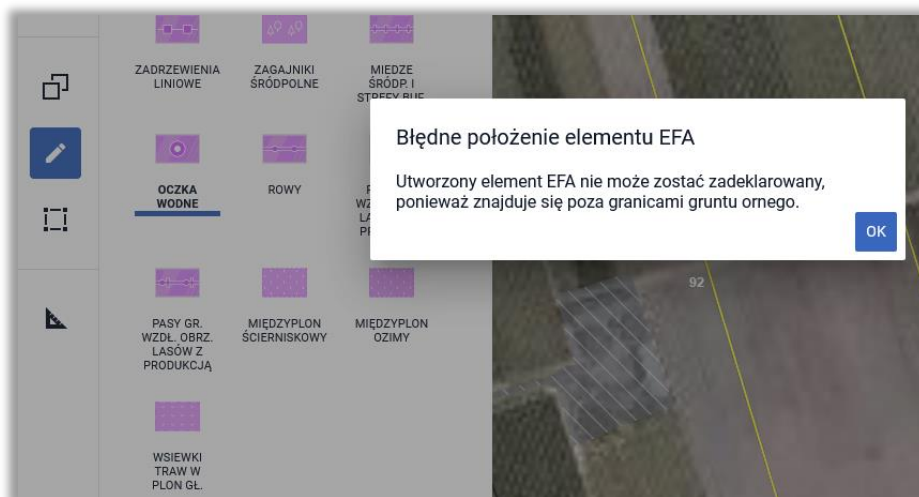 ZADRZEWIENIA
LINIOWE
ZAGAJNIKI
ŚRÓDPOLNE
MIEDZE
ŚRÓDP. I
STREFY BUF.
Błędne położenie elementu EFA
Utworzony element EFA nie może zostać zadeklarowany,
ponieważ znajduje się poza granicami gruntu ornego.
OK
OCZKA
WODNE
ROWY
PASY GR.
WZDŁ. OBRZ.
LASÓW Z
PRODUKCJĄ
MIĘDZYPLON
ŚCIERNISKOWY
MIĘDZYPLON
OZIMY
WSIEWKI
TRAW W
PLON GŁ.
92